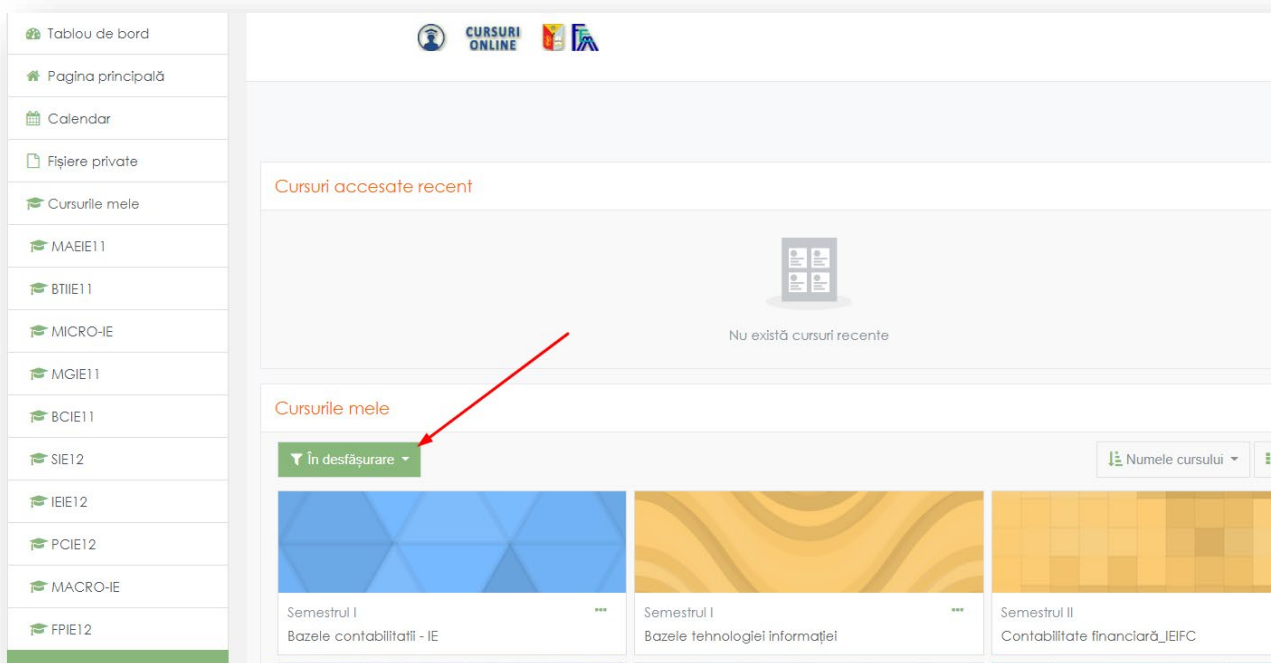 Tablou de bord
Pagina principală
Calendar
Fișiere private
Cursurile mele
MAEIE11
BTIIE11
MICRO-IE
MGIE11
BCIE11
SIE12
IEIE12
PCIE12
MACRO-IE
FPIE12
CURSURI
ONLINE
Cursuri accesate recent
Nu există cursuri recente
Cursurile mele
În desfășurare
Numele cursului
Semestrul I
Bazele contabilitatii - IE
Semestrul I
Bazele tehnologiei informației
Semestrul II
Contabilitate financiară_IEIFC